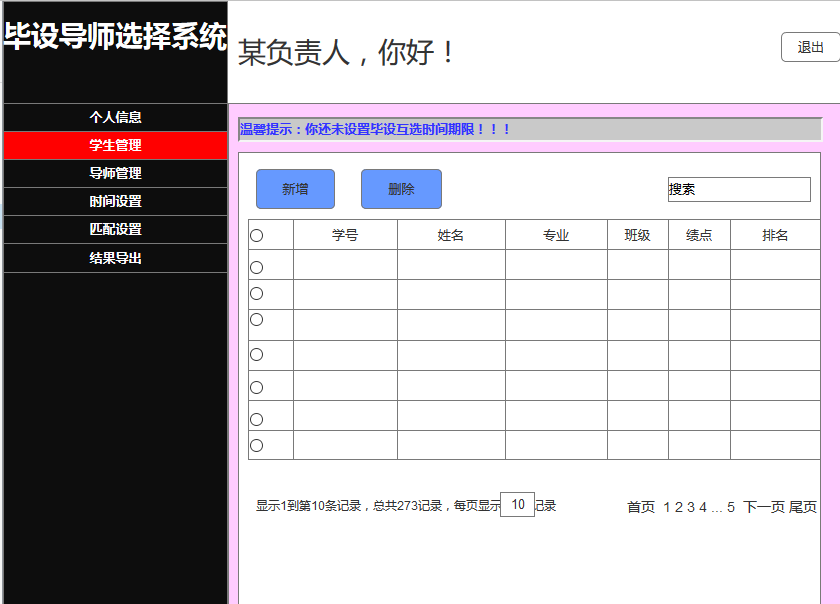 毕设导师选择系统
某负责人，你好！
退出
个人信息
学生管理
导师管理
时间设置
匹配设置
结果导出
温馨提示：你还未设置毕设互选时间期限！！！
新增
删除
搜索
学号 姓名 专业 班级 绩点 排名
显示1到第10条记录，总共273记录，每页显示 10 记录
首页 1 2 3 4 ... 5 下一页 尾页